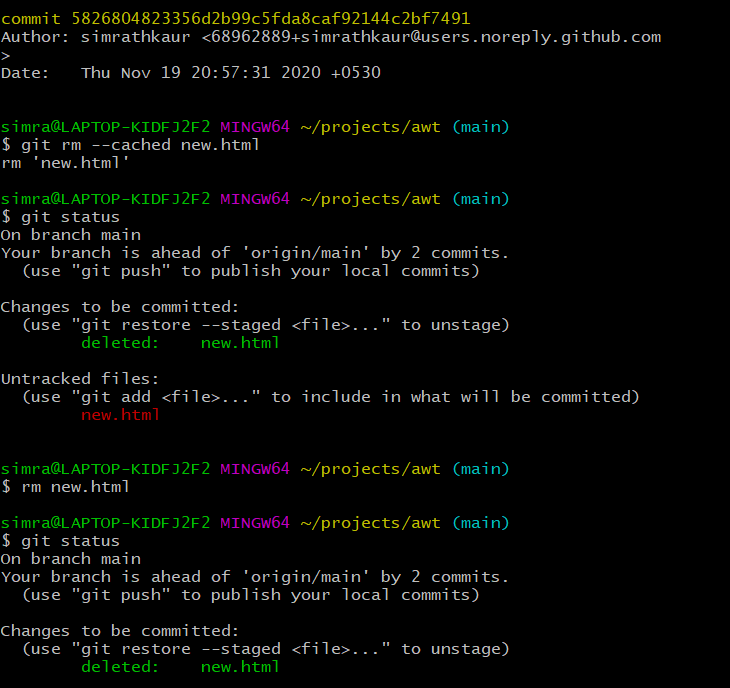 commit 5826804823356d2b99c5fda8caf92144c2bf7491
Author: simrathkaur <68962889+simrathkaur@users.noreply.github.com
>
Date:   Thu Nov 19 20:57:31 2020 +0530
simra@LAPTOP-KIDFJ2F2 MINGW64 ~/projects/awt (main)
$ git rm --cached new.html
rm 'new.html'
simra@LAPTOP-KIDFJ2F2 MINGW64 ~/projects/awt (main)
$ git status
On branch main
Your branch is ahead of 'origin/main' by 2 commits.
  (use "git push" to publish your local commits)
Changes to be committed:
  (use "git restore --staged <file>..." to unstage)
        deleted:    new.html
Untracked files:
  (use "git add <file>..." to include in what will be committed)
        new.html
simra@LAPTOP-KIDFJ2F2 MINGW64 ~/projects/awt (main)
$ rm new.html
simra@LAPTOP-KIDFJ2F2 MINGW64 ~/projects/awt (main)
$ git status
On branch main
Your branch is ahead of 'origin/main' by 2 commits.
  (use "git push" to publish your local commits)
Changes to be committed:
  (use "git restore --staged <file>..." to unstage)
        deleted:    new.html